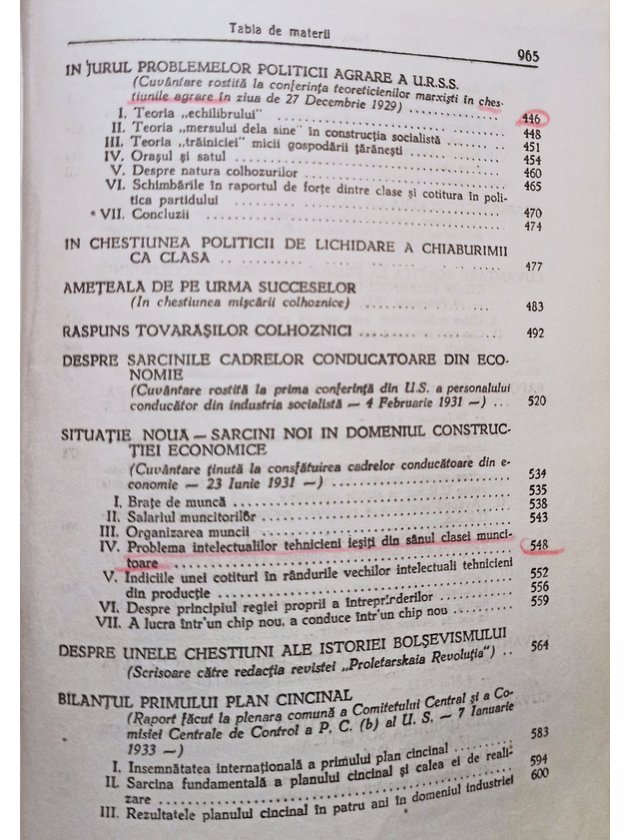 Tabla de materii
965
IN JURUL PROBLEMELOR POLITICII AGRARE A U.R.S.S.
(Cuvântare rostită la conferința teoreticienilor marxiști în ches-
tiunile agrare în ziua de 27 Decembrie 1929) . . . . . . . . . . 446
I. Teoria „echilibrului" . . . . . . . . . . 448
II. Teoria „mersului dela sine" în construcția socialistă . . . . . . 451
III. Teoria „trăiniciei" micii gospodării țărănești . . . . . . . . . . 454
IV. Orașul și satul . . . . . . . . . . 460
V. Despre natura colhozurilor . . . . . . . . . . 465
VI. Schimbările în raportul de forțe dintre clase și cotitura în poli-
tica partidului . . . . . . . . . . 470
VII. Concluzii . . . . . . . . . . 474
IN CHESTIUNEA POLITICII DE LICHIDARE A CHIABURIMII
CA CLASA . . . . . . . . . . 477
AMEȚEALA DE PE URMA SUCCESELOR
(In chestiunea mișcării colhoznice) . . . . . . . . . . 483
RASPUNS TOVARAȘILOR COLHOZNICI . . . . . . . . . . 492
DESPRE SARCINILE CADRELOR CONDUCATOARE DIN ECO-
NOMIE
(Cuvântare rostită la prima conferință din U.S. a personalului
conducător din industria socialistă — 4 Februarie 1931 —) . . . 520
SITUAȚIE NOUA — SARCINI NOI IN DOMENIUL CONSTRUC-
ȚIEI ECONOMICE
(Cuvântare ținută la consfătuirea cadrelor conducătoare din e-
conomie — 23 Iunie 1931 —) . . . . . . . . . . 534
I. Brațe de muncă . . . . . . . . . . 535
II. Salariul muncitorilor . . . . . . . . . . 538
III. Organizarea muncii . . . . . . . . . . 543
IV. Problema intelectualilor tehnicieni ieșiți din sânul clasei munci-
toare . . . . . . . . . . 548
V. Indiciile unei cotituri în rândurile vechilor intelectuali tehnicieni
din producție . . . . . . . . . . 552
VI. Despre principiul regiei proprii a întreprinderilor . . . . . . . . 556
VII. A lucra într'un chip nou, a conduce într'un chip nou . . . . . . 559
DESPRE UNELE CHESTIUNI ALE ISTORIEI BOLȘEVISMULUI
(Scrisoare către redacția revistei „Proletarskaia Revoluția") . . 564
BILANȚUL PRIMULUI PLAN CINCINAL
(Raport făcut la plenara comună a Comitetului Central și a Co-
misiei Centrale de Control a P. C. (b) al U. S. — 7 Ianuarie
1933 —) . . . . . . . . . . 583
I. Insemnătatea internațională a primului plan cincinal . . . . . . 594
II. Sarcina fundamentală a planului cincinal și calea ei de reali-
zare . . . . . . . . . . 600
III. Rezultatele planului cincinal în patru ani în domeniul industriei